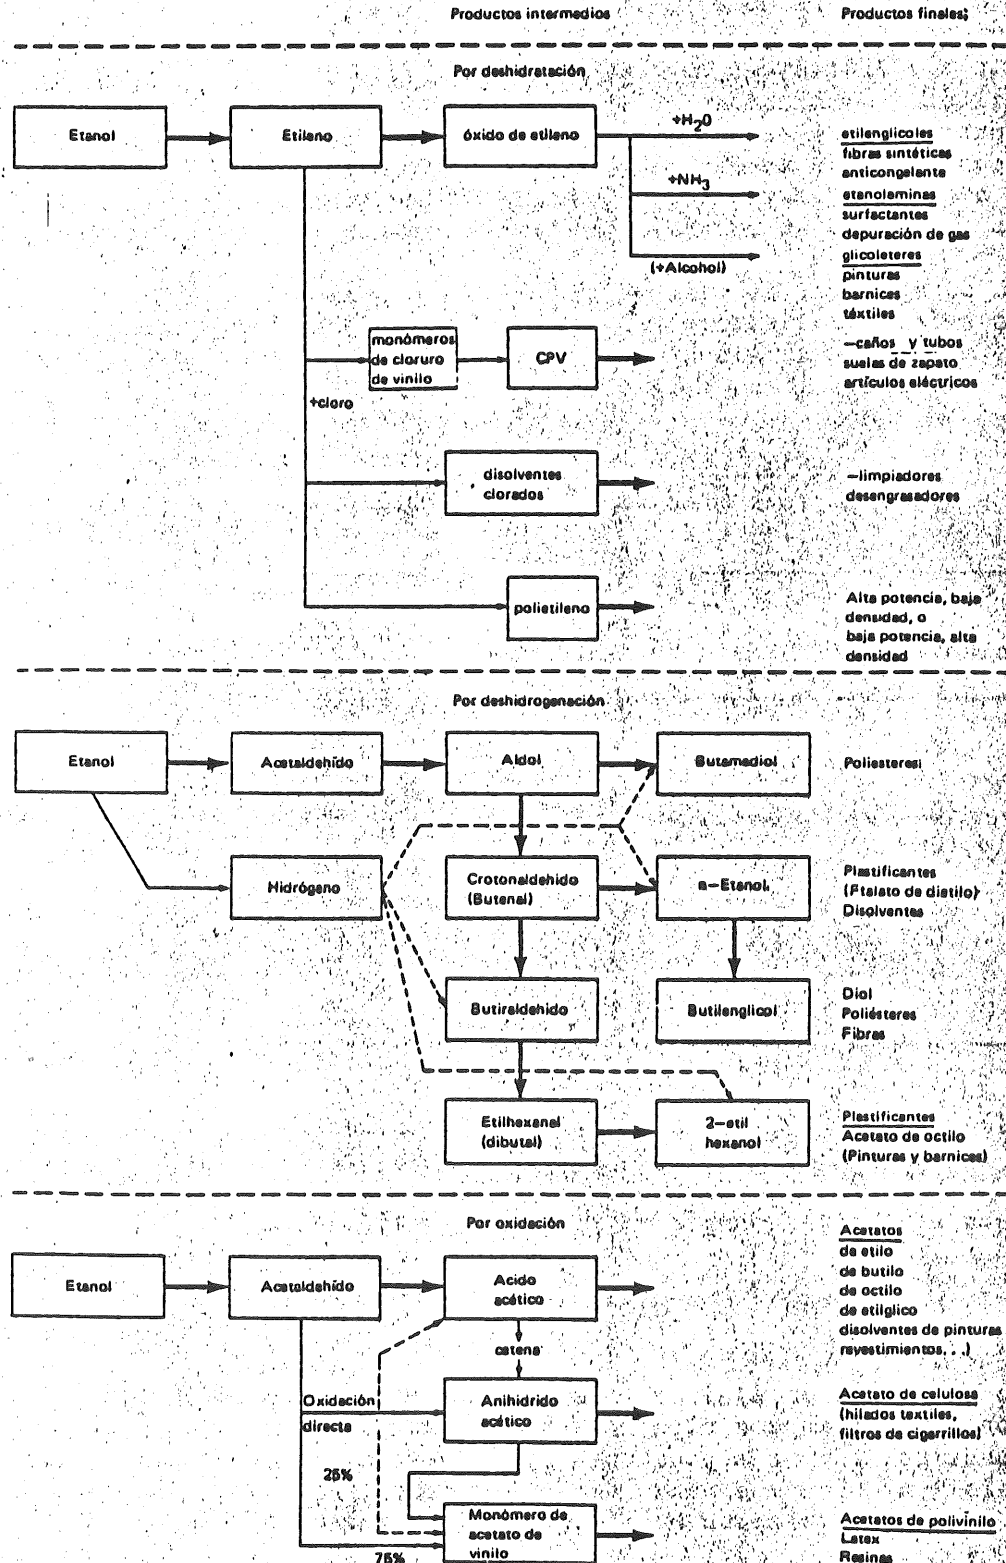 Productos intermedios
Productos finales;
Por deshidratación
Etanol
Etileno
óxido de etileno
+H2O
+NH3
(+Alcohol)
etilenglicoles
fibras sintéticas
anticongelante
etanolaminas
surfactantes
depuración de gas
glicoleteres
pinturas
barnices
téxtiles
monómeros
de cloruro
de vinilo
CPV
—caños y tubos
suelas de zapato
artículos eléctricos
+cloro
disolventes
clorados
—limpiadores
desengrasadores
polietileno
Alta potencia, baja
densidad, o
baja potencia, alta
densidad
Por deshidrogenación
Etanol
Acetaldehído
Aldol
Butamediol
Poliesteres
Hidrógeno
Crotonaldehido
(Butenal)
n—Etanol
Plastificantes
(Ftalato de diatilo)
Disolventes
Butiraldehido
Butilenglicol
Diol
Poliésteres
Fibras
Etilhexanal
(dibutal)
2—etil
hexanol
Plastificantes
Acetato de octilo
(Pinturas y barnices)
Por oxidación
Etanol
Acetaldehído
Acido
acético
Acetatos
de etilo
de butilo
de octilo
de etilglico
disolventes de pinturas
revestimientos. . .)
catena
Oxidación
directa
Anihidrido
acético
Acetato de celulosa
(hilados textiles,
filtros de cigarrillos)
25%
Monómero de
acetato de
vinilo
75%
Acetatos de polivinilo
Latex
Resinas